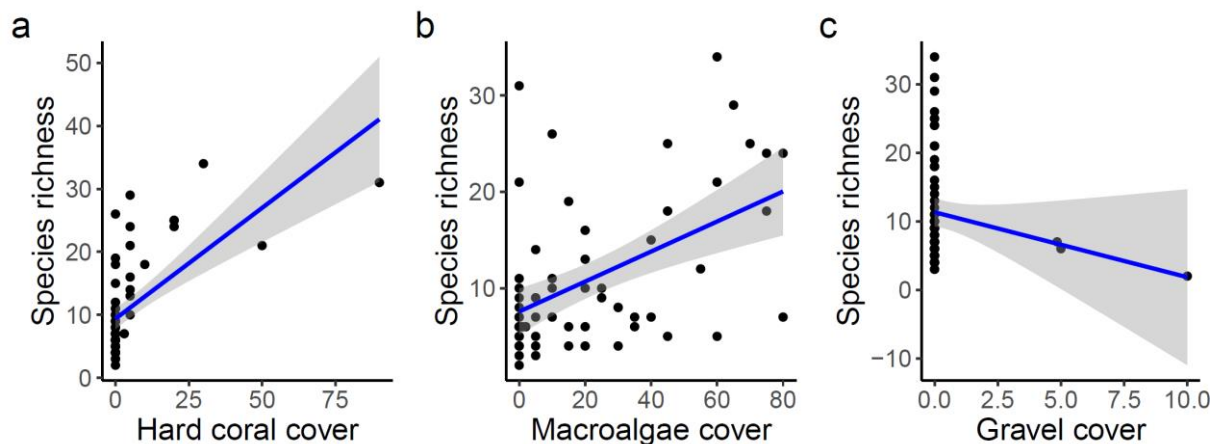 a
Species richness
50
40
30
20
10
0
0 25 50 75
Hard coral cover
b
Species richness
30
20
10
0 20 40 60 80
Macroalgae cover
c
Species richness
30
20
10
0
−10
0.0 2.5 5.0 7.5 10.0
Gravel cover